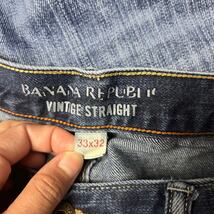 BANANA REPUBLIC
VINTAGE STRAIGHT
33x32